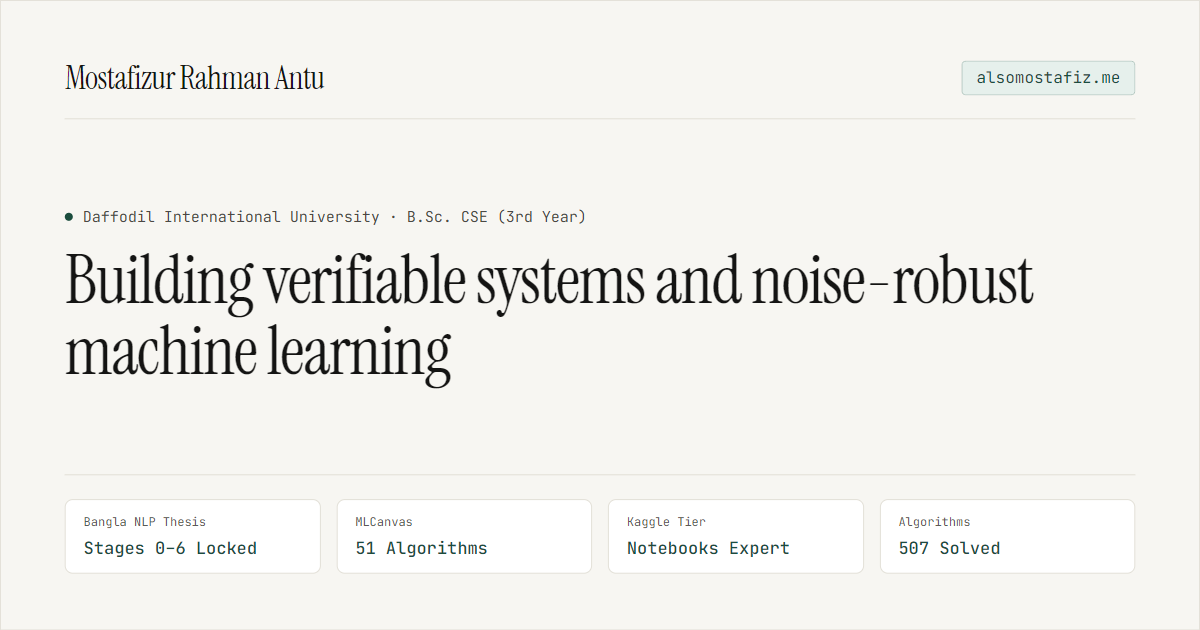 Mostafizur Rahman Antu
alsomostafiz.me
Daffodil International University · B.Sc. CSE (3rd Year)
Building verifiable systems and noise-robust
machine learning
Bangla NLP Thesis
Stages 0–6 Locked
MLCanvas
51 Algorithms
Kaggle Tier
Notebooks Expert
Algorithms
507 Solved